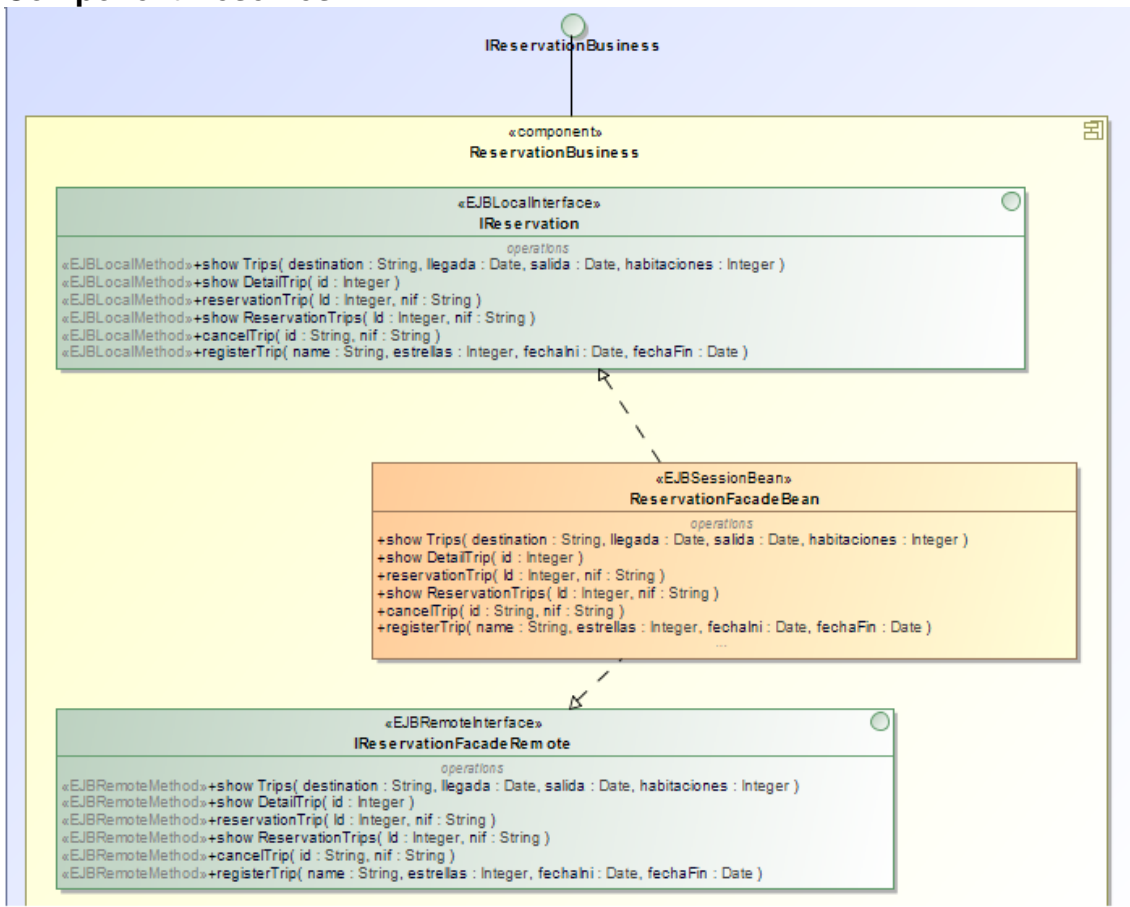 IReservationBusiness
«component»
ReservationBusiness
«EJBLocalInterface»
IReservation
operations
«EJBLocalMethod»+show Trips( destination : String, llegada : Date, salida : Date, habitaciones : Integer )
«EJBLocalMethod»+show DetailTrip( id : Integer )
«EJBLocalMethod»+reservationTrip( Id : Integer, nif : String )
«EJBLocalMethod»+show ReservationTrips( Id : Integer, nif : String )
«EJBLocalMethod»+cancelTrip( id : String, nif : String )
«EJBLocalMethod»+registerTrip( name : String, estrellas : Integer, fechaIni : Date, fechaFin : Date )
«EJBSessionBean»
ReservationFacadeBean
operations
+show Trips( destination : String, llegada : Date, salida : Date, habitaciones : Integer )
+show DetailTrip( id : Integer )
+reservationTrip( Id : Integer, nif : String )
+show ReservationTrips( Id : Integer, nif : String )
+cancelTrip( id : String, nif : String )
+registerTrip( name : String, estrellas : Integer, fechaIni : Date, fechaFin : Date )
...
«EJBRemoteInterface»
IReservationFacadeRemote
operations
«EJBRemoteMethod»+show Trips( destination : String, llegada : Date, salida : Date, habitaciones : Integer )
«EJBRemoteMethod»+show DetailTrip( id : Integer )
«EJBRemoteMethod»+reservationTrip( Id : Integer, nif : String )
«EJBRemoteMethod»+show ReservationTrips( Id : Integer, nif : String )
«EJBRemoteMethod»+cancelTrip( id : String, nif : String )
«EJBRemoteMethod»+registerTrip( name : String, estrellas : Integer, fechaIni : Date, fechaFin : Date )